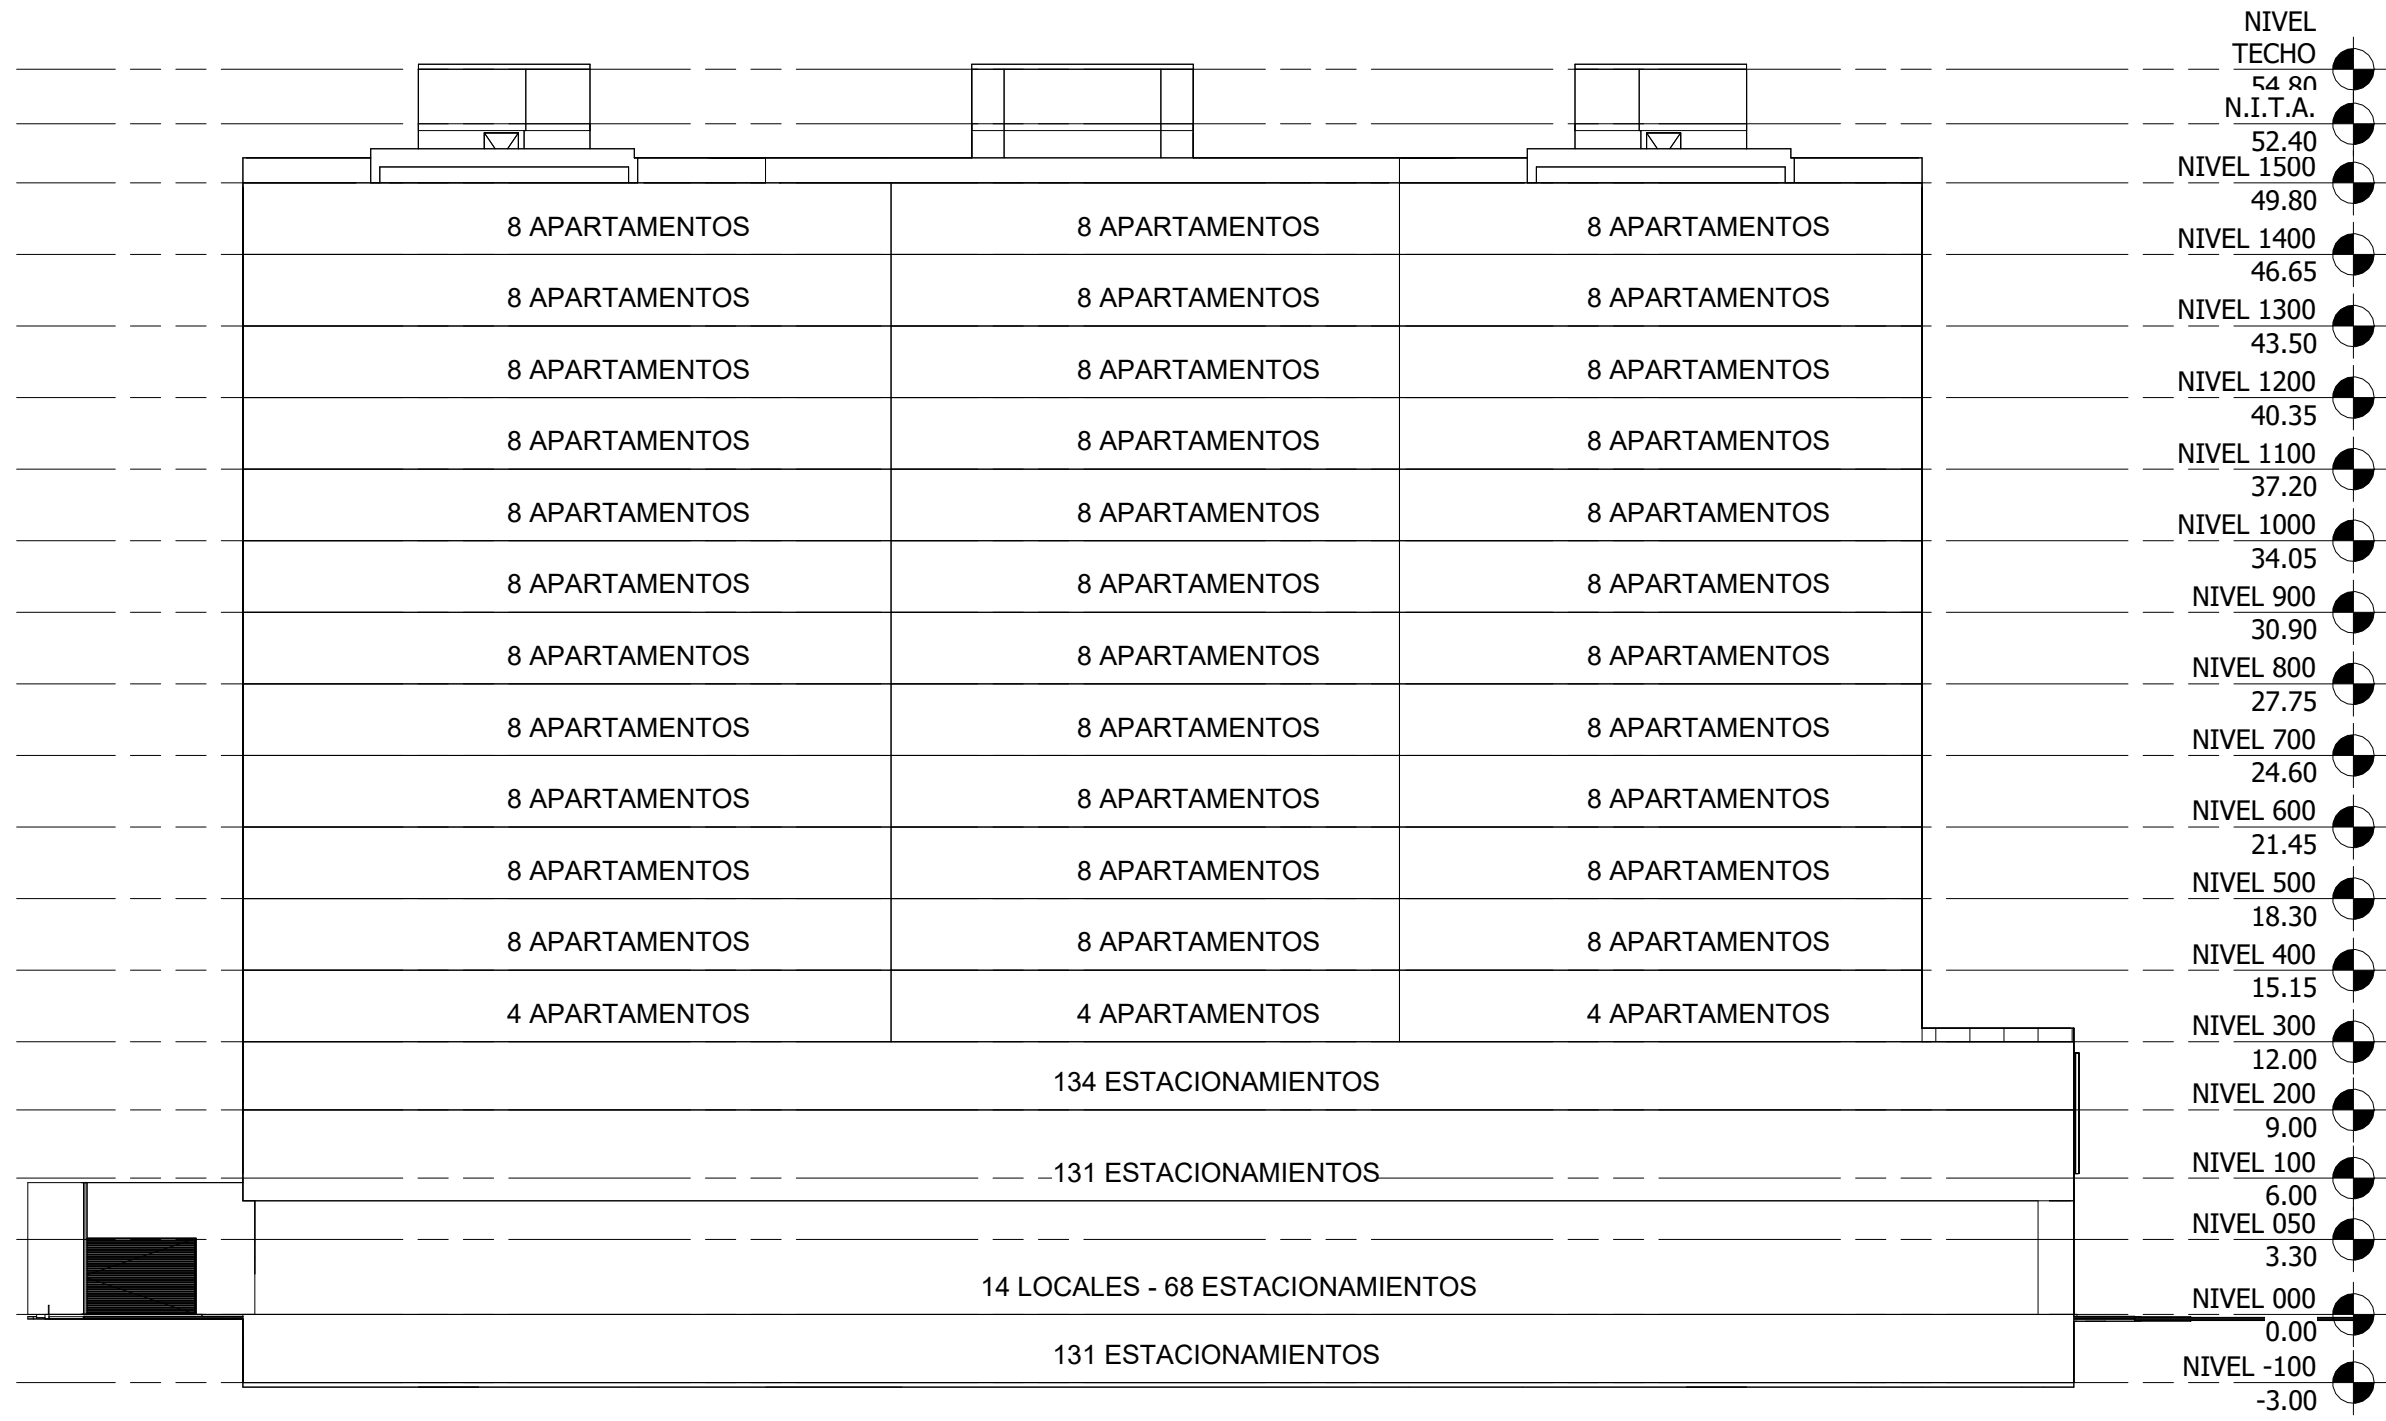 NIVEL
TECHO
54.80
N.I.T.A.
52.40
NIVEL 1500
49.80
8 APARTAMENTOS 8 APARTAMENTOS 8 APARTAMENTOS
NIVEL 1400
46.65
8 APARTAMENTOS 8 APARTAMENTOS 8 APARTAMENTOS
NIVEL 1300
43.50
8 APARTAMENTOS 8 APARTAMENTOS 8 APARTAMENTOS
NIVEL 1200
40.35
8 APARTAMENTOS 8 APARTAMENTOS 8 APARTAMENTOS
NIVEL 1100
37.20
8 APARTAMENTOS 8 APARTAMENTOS 8 APARTAMENTOS
NIVEL 1000
34.05
8 APARTAMENTOS 8 APARTAMENTOS 8 APARTAMENTOS
NIVEL 900
30.90
8 APARTAMENTOS 8 APARTAMENTOS 8 APARTAMENTOS
NIVEL 800
27.75
8 APARTAMENTOS 8 APARTAMENTOS 8 APARTAMENTOS
NIVEL 700
24.60
8 APARTAMENTOS 8 APARTAMENTOS 8 APARTAMENTOS
NIVEL 600
21.45
8 APARTAMENTOS 8 APARTAMENTOS 8 APARTAMENTOS
NIVEL 500
18.30
8 APARTAMENTOS 8 APARTAMENTOS 8 APARTAMENTOS
NIVEL 400
15.15
4 APARTAMENTOS 4 APARTAMENTOS 4 APARTAMENTOS
NIVEL 300
12.00
134 ESTACIONAMIENTOS
NIVEL 200
9.00
131 ESTACIONAMIENTOS
NIVEL 100
6.00
NIVEL 050
3.30
14 LOCALES - 68 ESTACIONAMIENTOS
NIVEL 000
0.00
131 ESTACIONAMIENTOS
NIVEL -100
-3.00